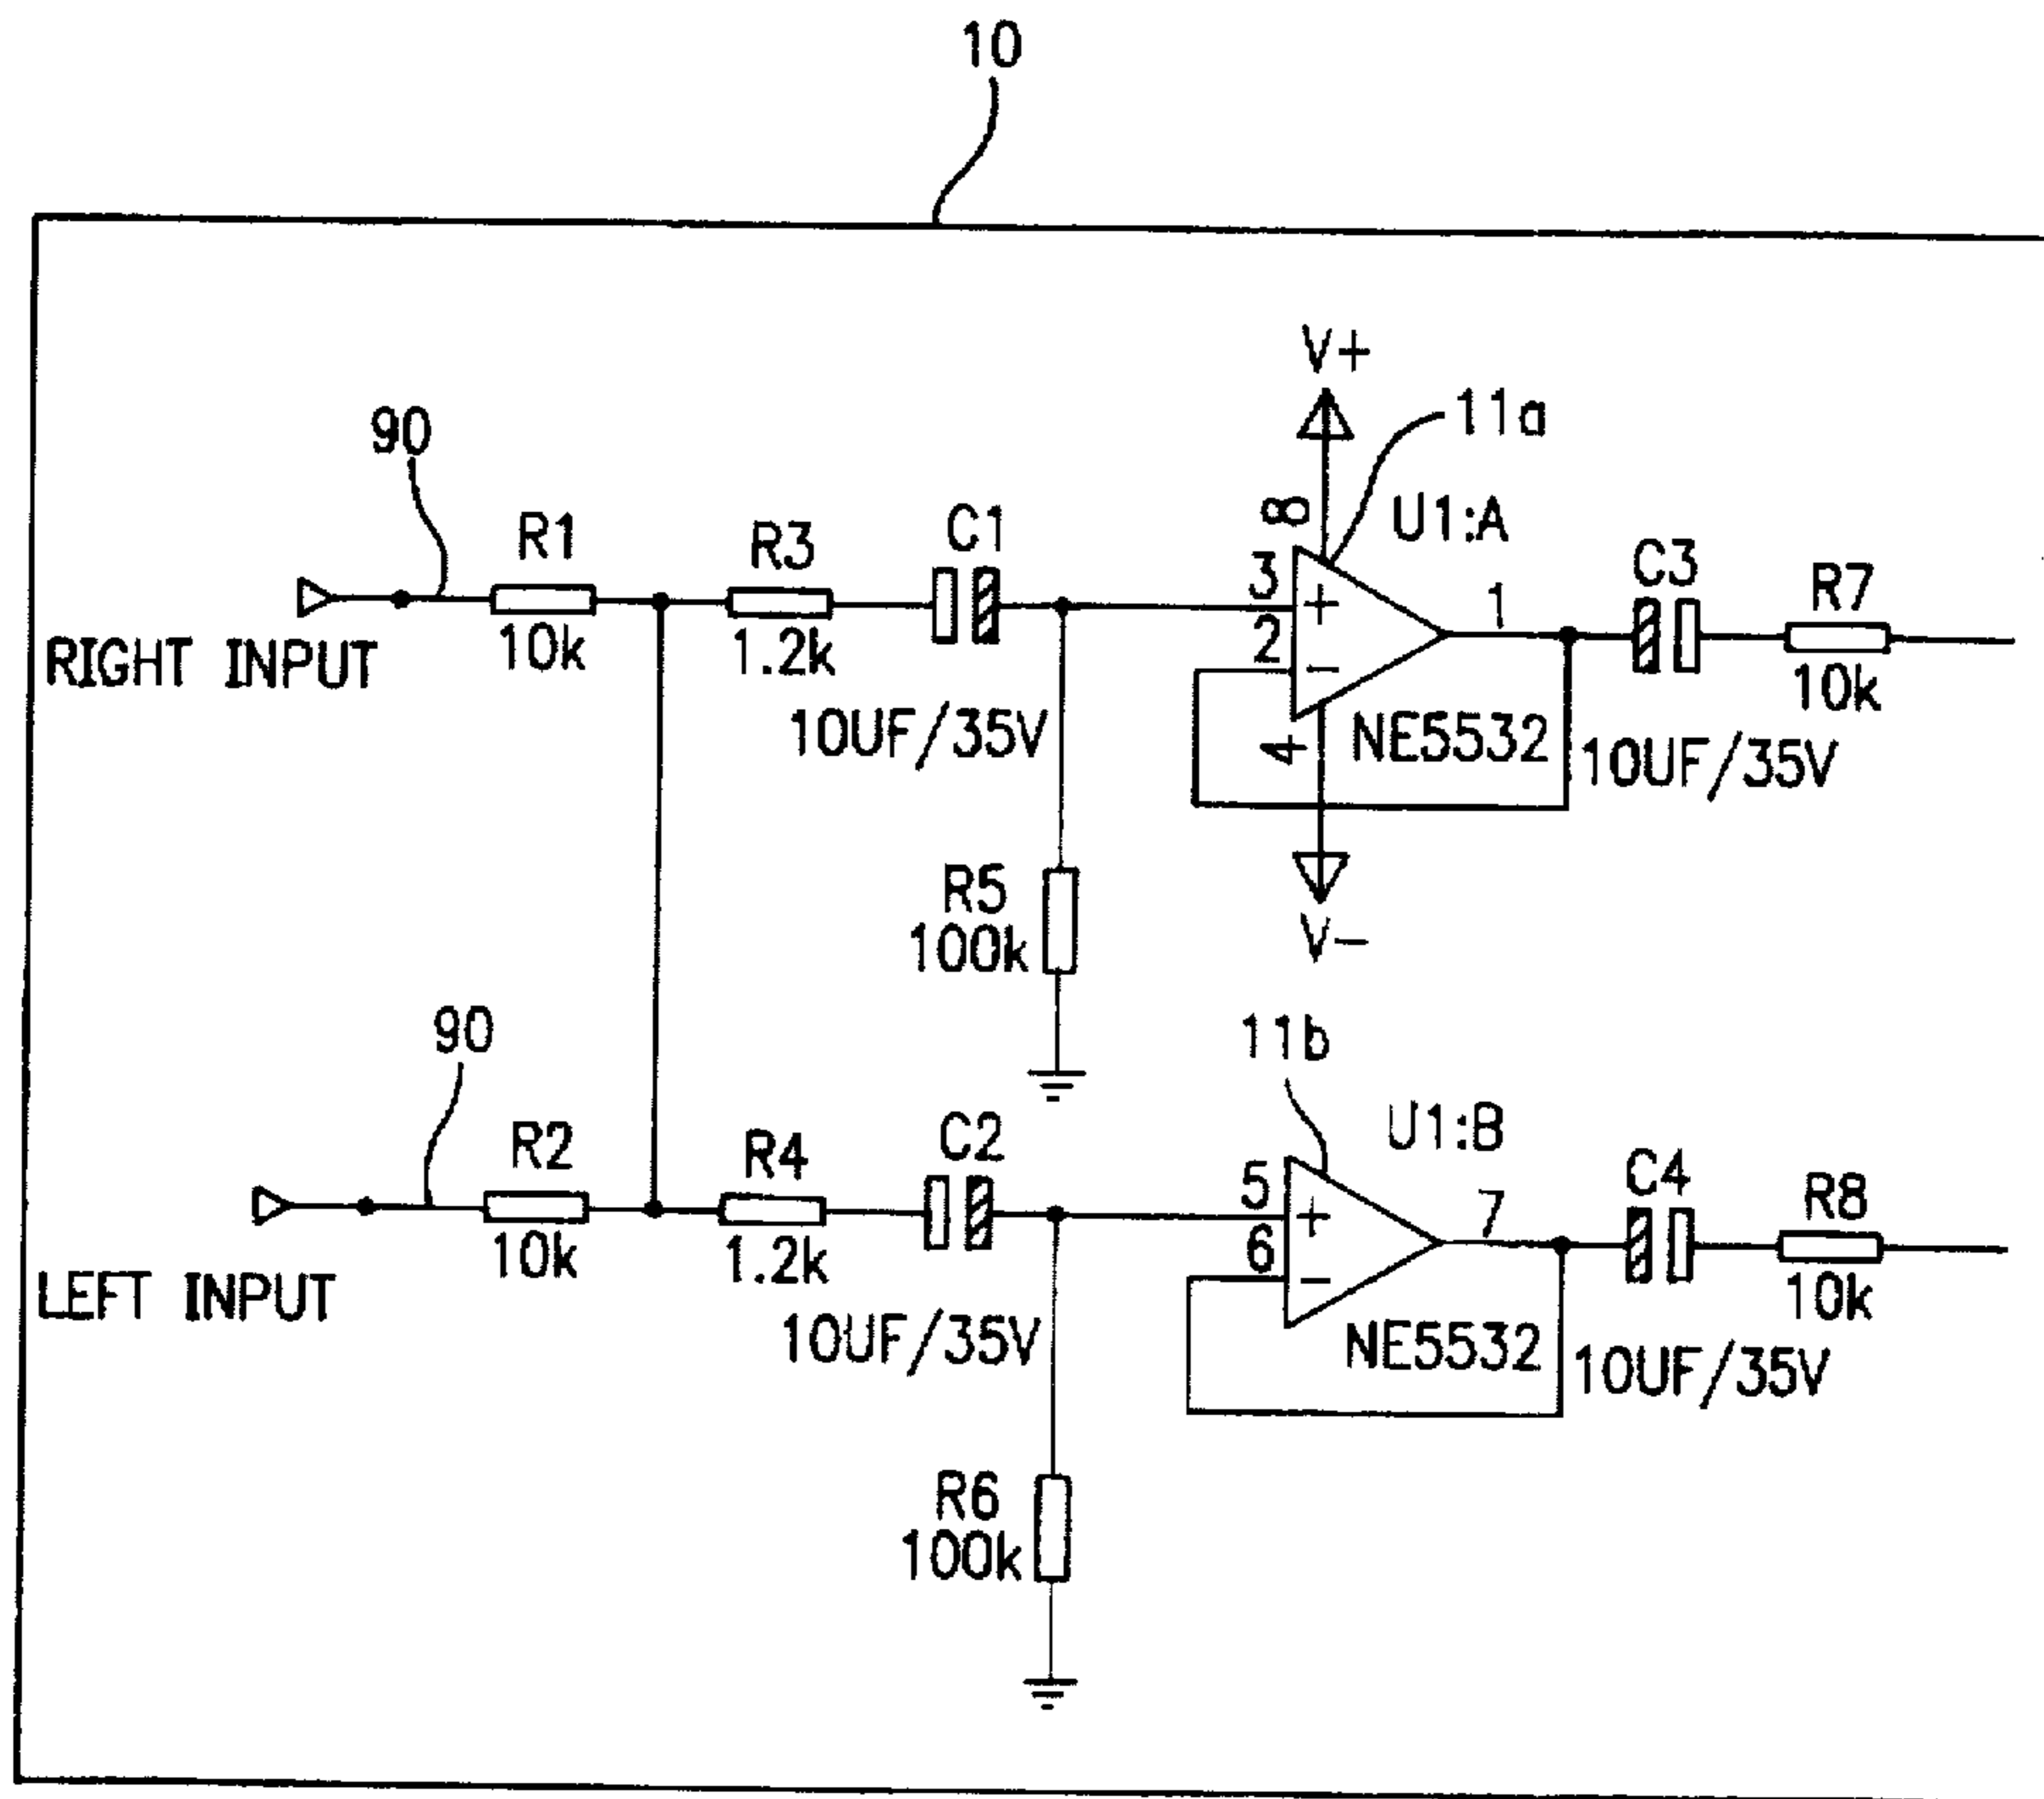 10
V+
90
11a
R1
R3
C1
8
U1:A
C3
R7
3
1
2
10k
1.2k
RIGHT INPUT
10k
10UF/35V
4
NE5532
10UF/35V
R5
100k
V-
90
11b
R2
R4
C2
U1:B
C4
R8
5
7
6
10k
1.2k
LEFT INPUT
10k
10UF/35V
NE5532
10UF/35V
R6
100k